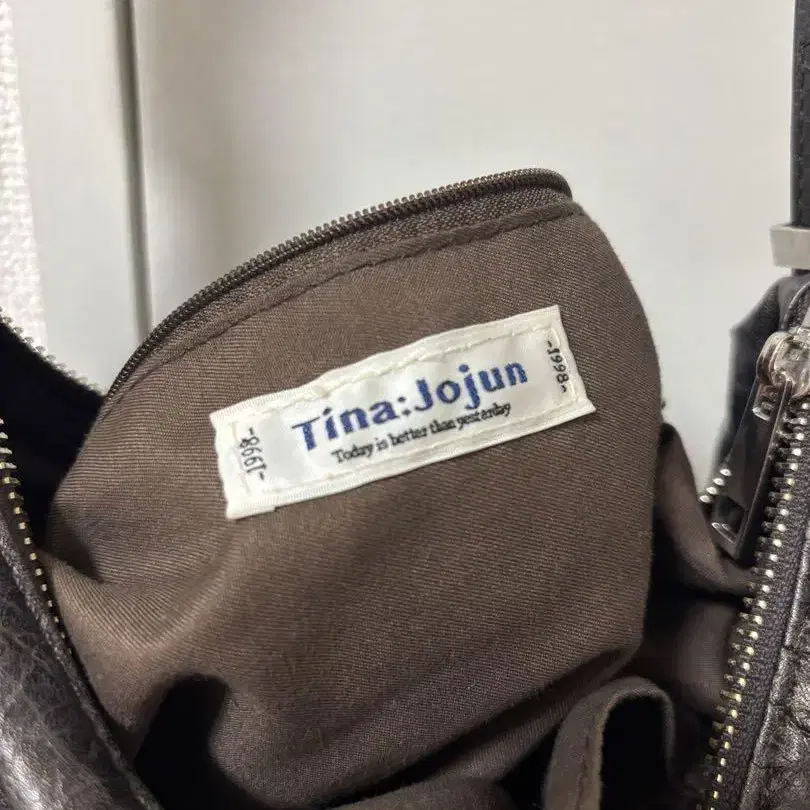 -1998-
Tina:Jojun
Today is better than yesterday
-1998-